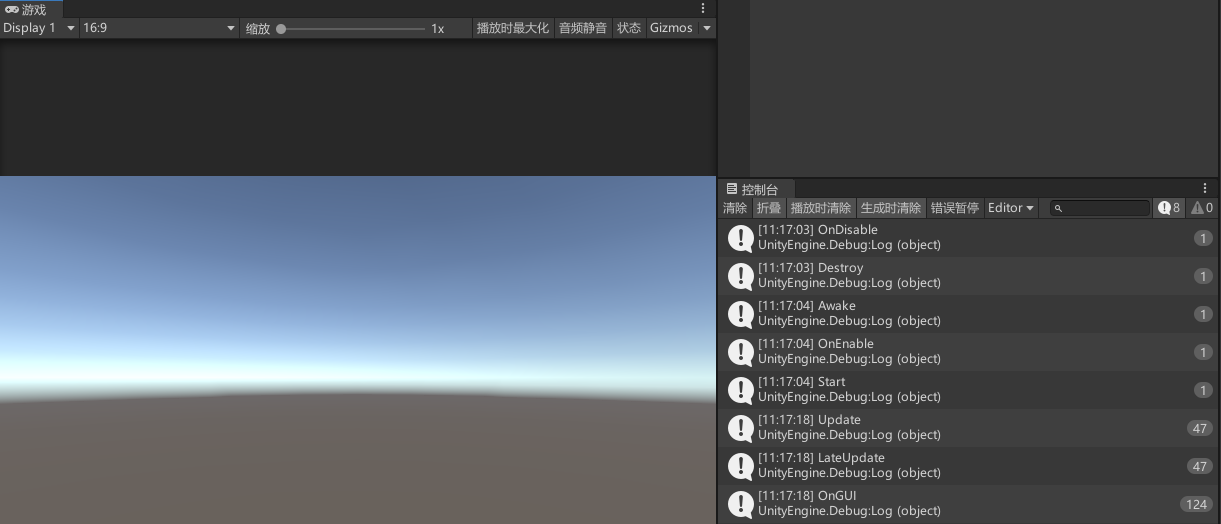 游戏
Display 1 16:9 缩放 1x 播放时最大化 音频静音 状态 Gizmos
控制台
清除 折叠 播放时清除 生成时清除 错误暂停 Editor 8 0
[11:17:03] OnDisable
UnityEngine.Debug:Log (object)
1
[11:17:03] Destroy
UnityEngine.Debug:Log (object)
1
[11:17:04] Awake
UnityEngine.Debug:Log (object)
1
[11:17:04] OnEnable
UnityEngine.Debug:Log (object)
1
[11:17:04] Start
UnityEngine.Debug:Log (object)
1
[11:17:18] Update
UnityEngine.Debug:Log (object)
47
[11:17:18] LateUpdate
UnityEngine.Debug:Log (object)
47
[11:17:18] OnGUI
UnityEngine.Debug:Log (object)
124